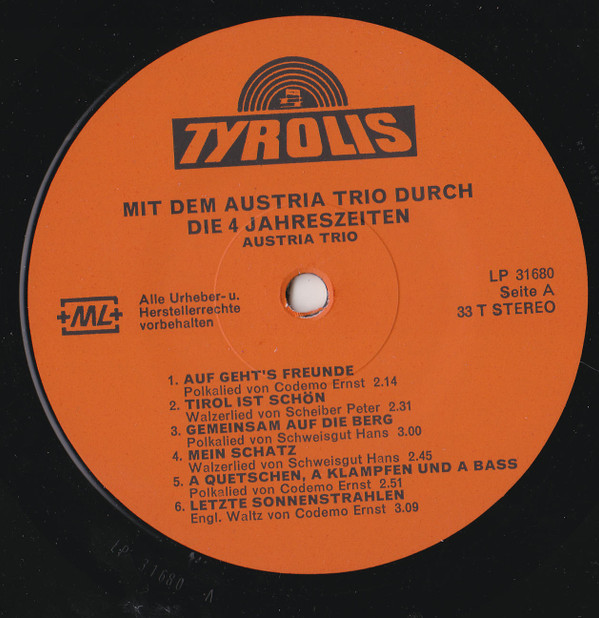 TYROLIS
MIT DEM AUSTRIA TRIO DURCH
DIE 4 JAHRESZEITEN
AUSTRIA TRIO
LP 31680
Seite A
33 T STEREO
+ML+
Alle Urheber- u.
Herstellerrechte
vorbehalten
1. AUF GEHT'S FREUNDE
Polkalied von Codemo Ernst 2.14
2. TIROL IST SCHÖN
Walzerlied von Scheiber Peter 2.31
3. GEMEINSAM AUF DIE BERG
Polkalied von Schweisgut Hans 3.00
4. MEIN SCHATZ
Walzerlied von Schweisgut Hans 2.45
5. A QUETSCHEN, A KLAMPFEN UND A BASS
Polkalied von Codemo Ernst 2.51
6. LETZTE SONNENSTRAHLEN
Engl. Waltz von Codemo Ernst 3.09
LP 31680 A